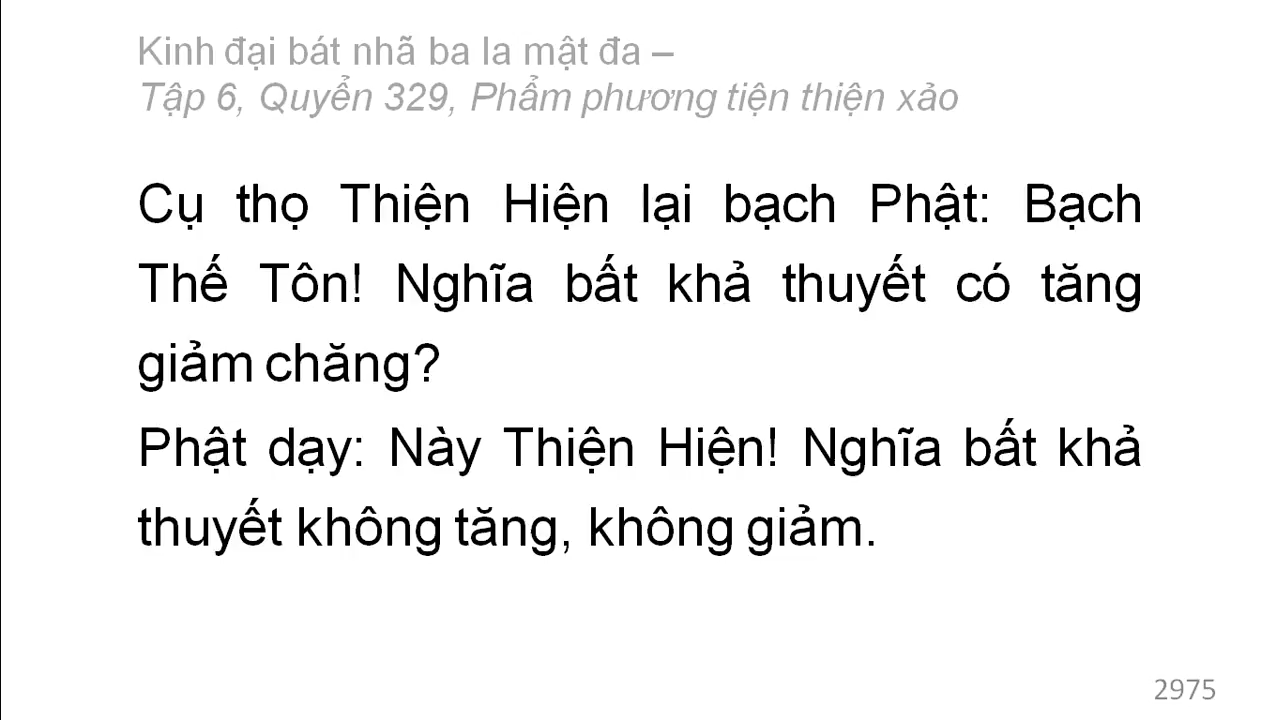 Kinh đại bát nhã ba la mật đa –
Tập 6, Quyển 329, Phẩm phương tiện thiện xảo
Cụ thọ Thiện Hiện lại bạch Phật: Bạch
Thế Tôn! Nghĩa bất khả thuyết có tăng
giảm chăng?
Phật dạy: Này Thiện Hiện! Nghĩa bất khả
thuyết không tăng, không giảm.
2975